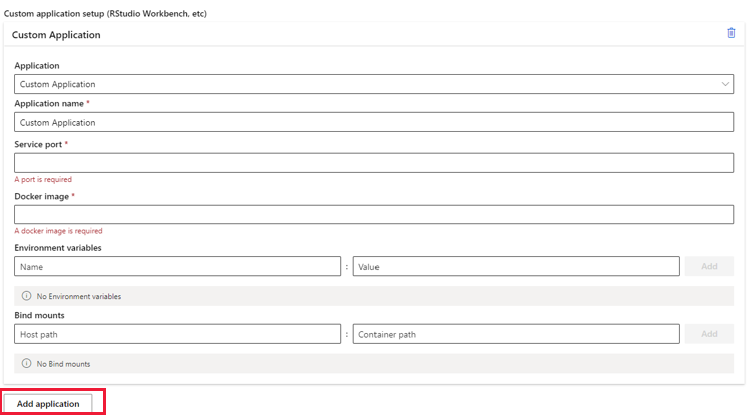 Custom application setup (RStudio Workbench, etc)
Custom Application
Application
Custom Application
Application name *
Custom Application
Service port *
A port is required
Docker image *
A docker image is required
Environment variables
Name : Value Add
No Environment variables
Bind mounts
Host path : Container path Add
No Bind mounts
Add application